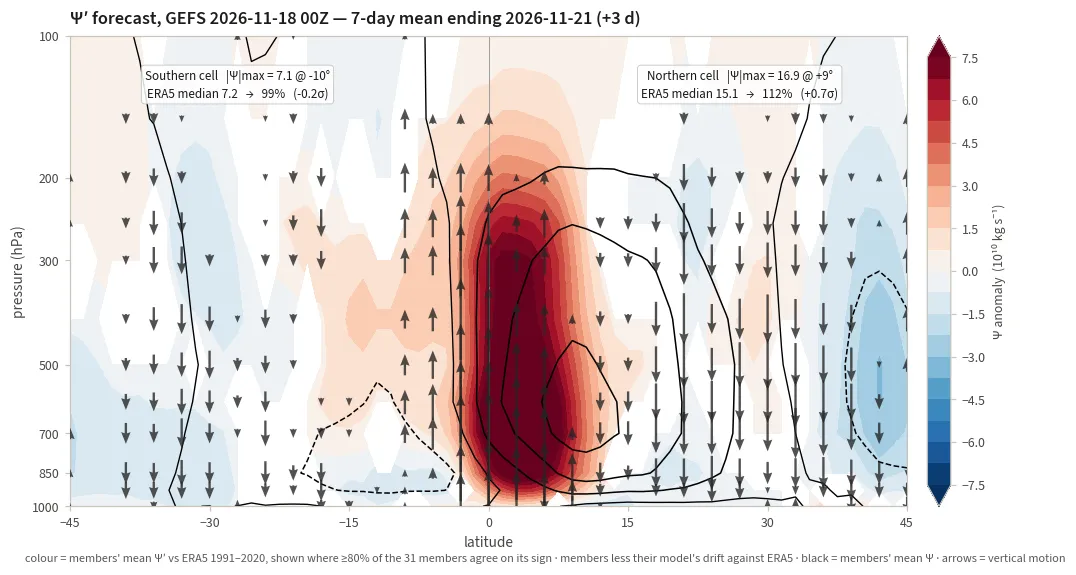 Ψ′ forecast, GEFS 2026-11-18 00Z — 7-day mean ending 2026-11-21 (+3 d)
Southern cell |Ψ|max = 7.1 @ -10°
ERA5 median 7.2 → 99% (-0.2σ)
Northern cell |Ψ|max = 16.9 @ +9°
ERA5 median 15.1 → 112% (+0.7σ)
pressure (hPa)
100
200
300
400
500
700
850
1000
−45
−30
−15
0
15
30
45
latitude
7.5
6.0
4.5
3.0
1.5
0.0
−1.5
−3.0
−4.5
−6.0
−7.5
Ψ anomaly (10¹⁰ kg s⁻¹)
colour = members' mean Ψ′ vs ERA5 1991–2020, shown where ≥80% of the 31 members agree on its sign · members less their model's drift against ERA5 · black = members' mean Ψ · arrows = vertical motion